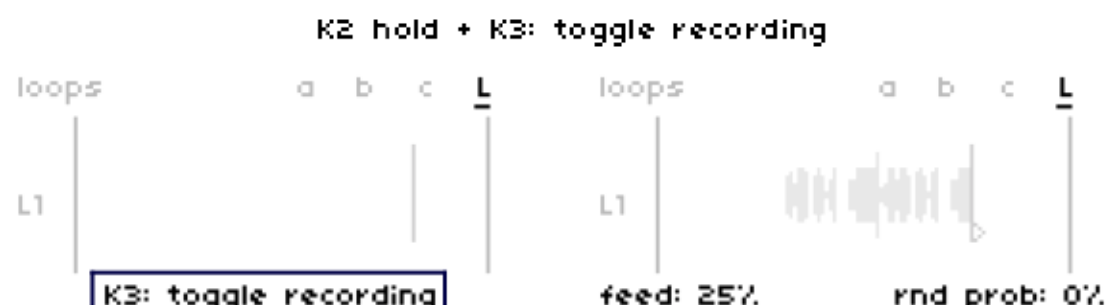 K2 hold + K3: toggle recording
loops a b c L
L1
K3: toggle recording
loops a b c L
L1
feed: 25% rnd prob: 0%